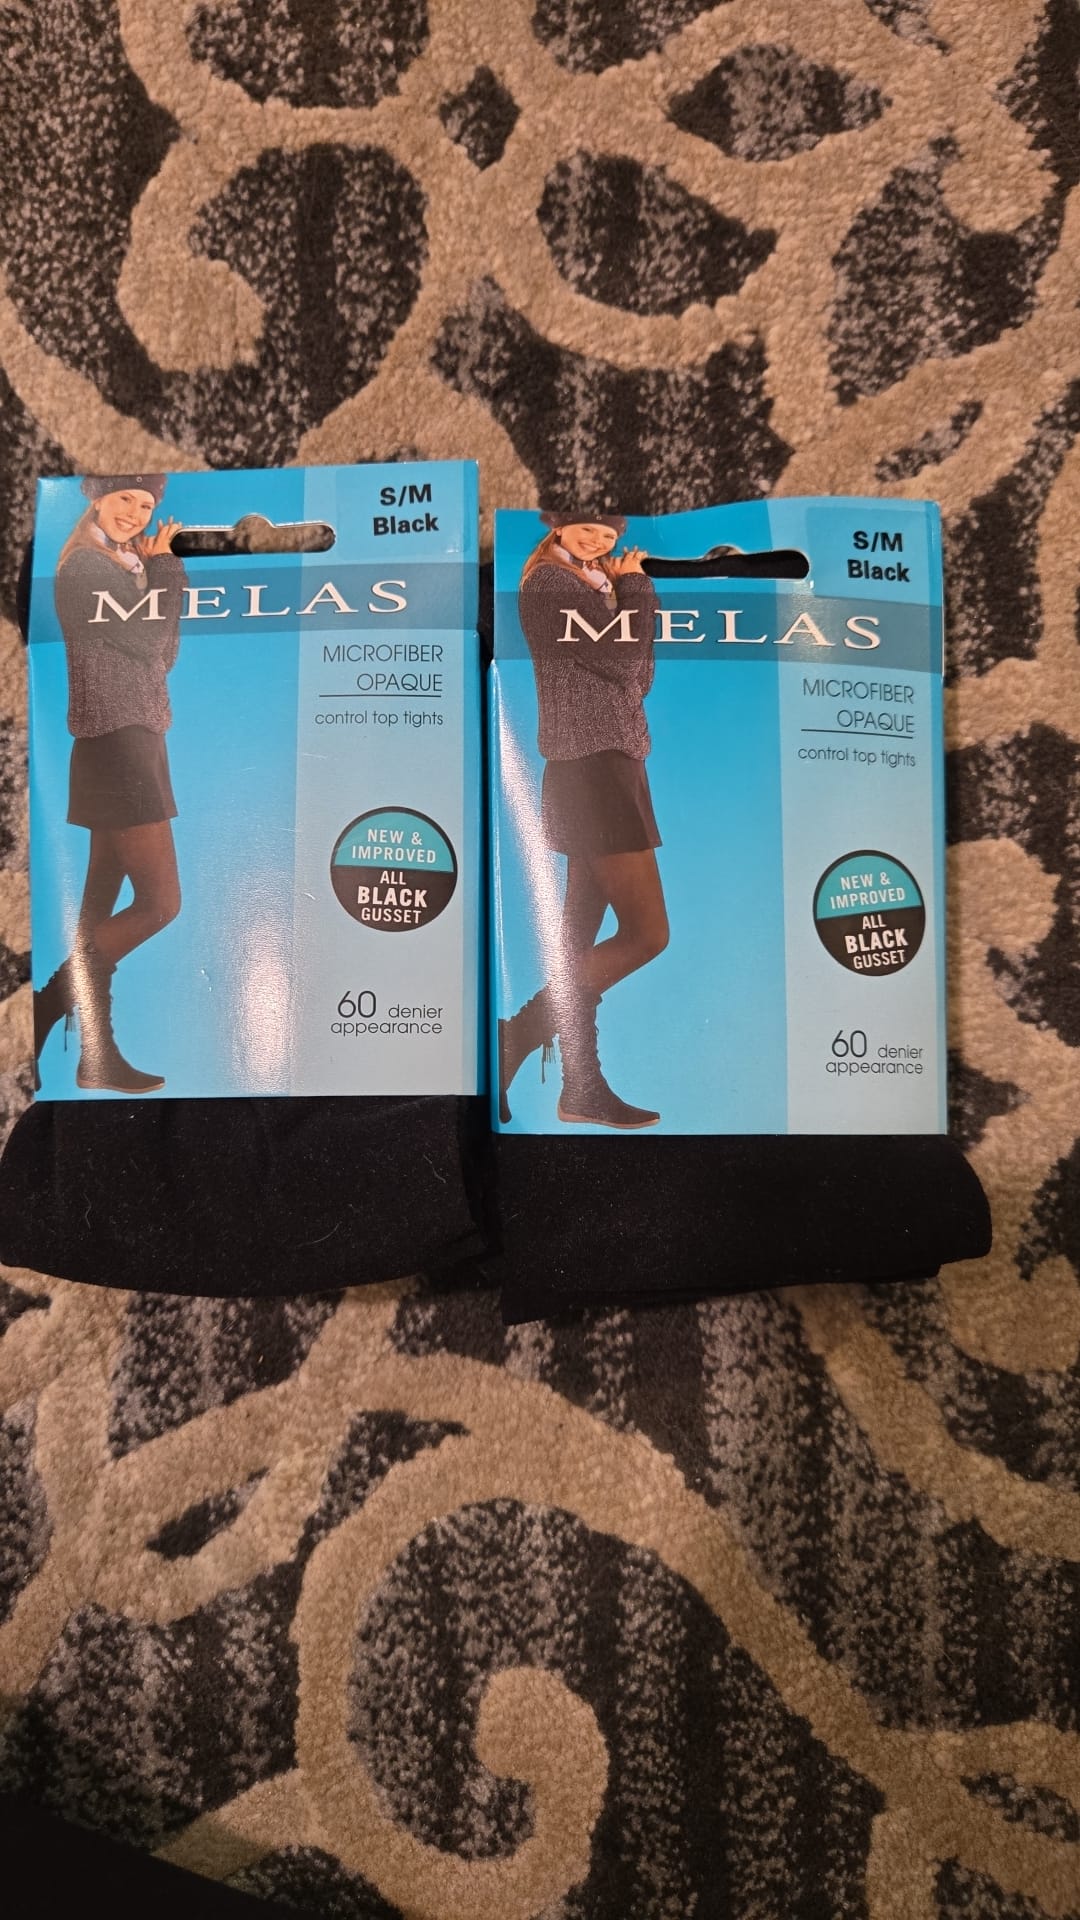 S/M
Black
MELAS
MICROFIBER
OPAQUE
control top tights
NEW &
IMPROVED
ALL
BLACK
GUSSET
60 denier
appearance
S/M
Black
MELAS
MICROFIBER
OPAQUE
control top tights
NEW &
IMPROVED
ALL
BLACK
GUSSET
60 denier
appearance